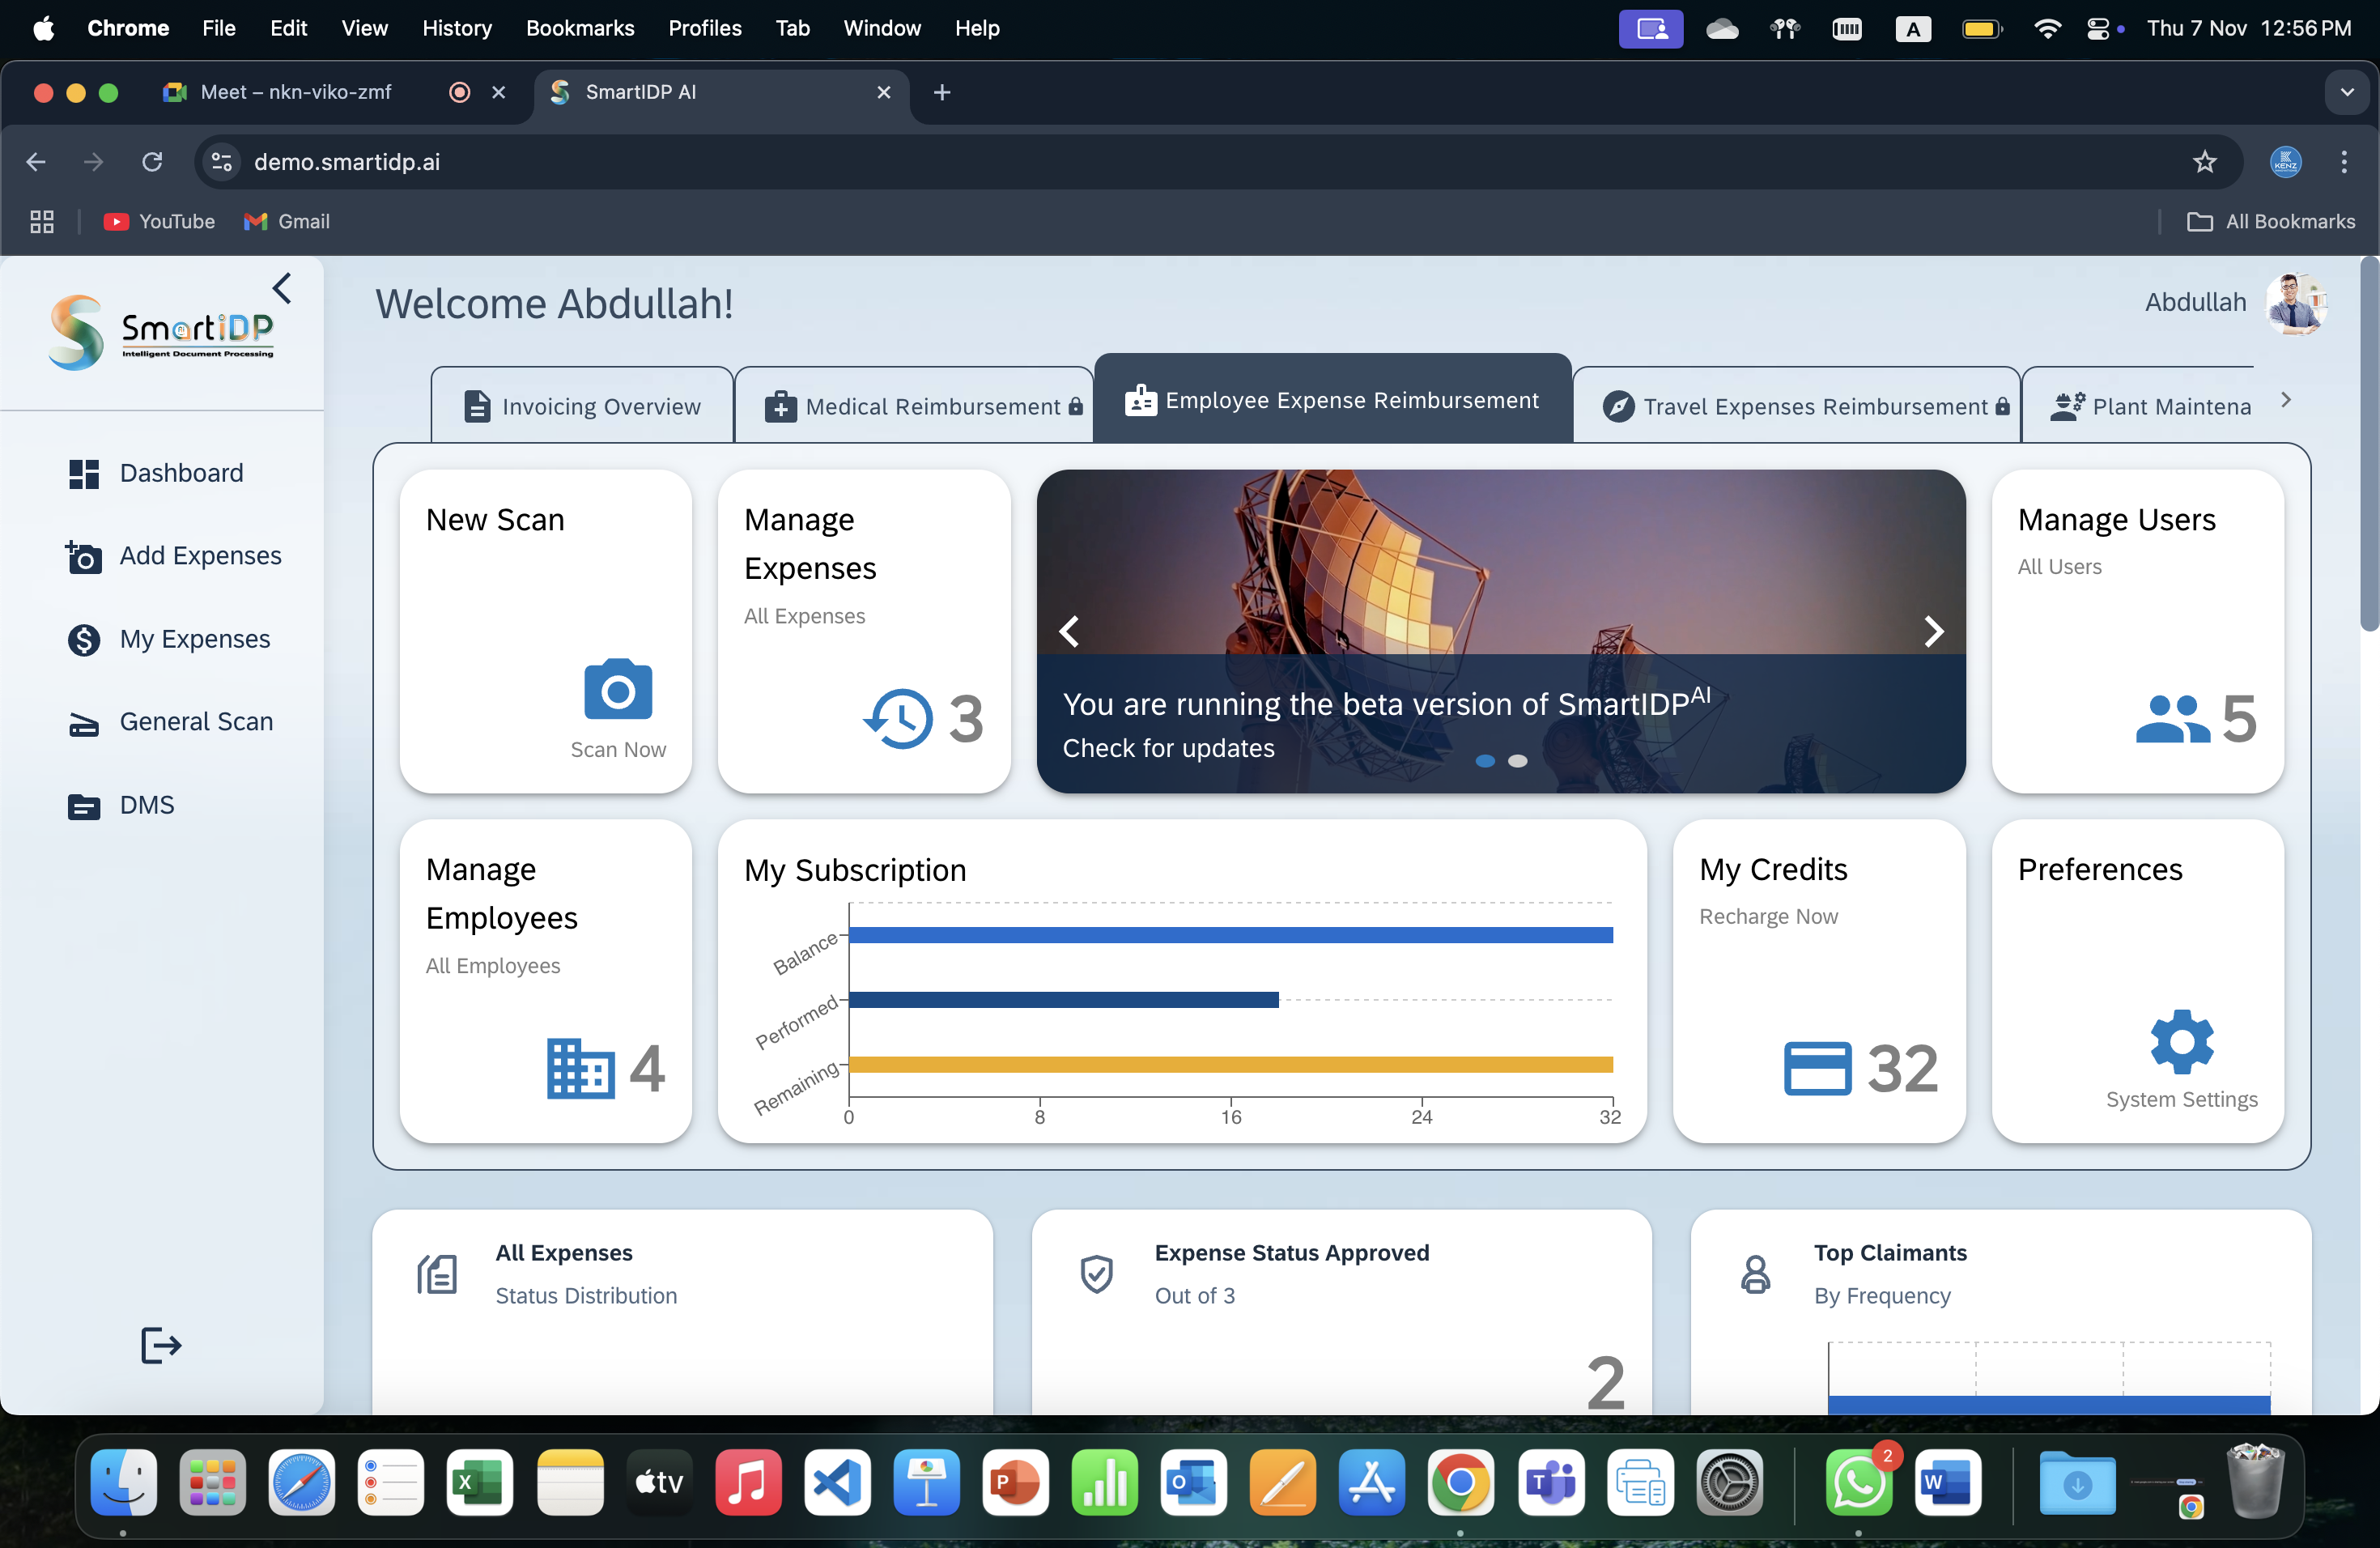 Chrome File Edit View History Bookmarks Profiles Tab Window Help
A
Thu 7 Nov 12:56 PM
Meet – nkn-viko-zmf
SmartIDP AI
demo.smartidp.ai
KENZ
YouTube
Gmail
All Bookmarks
SmartiDP
Intelligent Document Processing
Welcome Abdullah!
Abdullah
Invoicing Overview
Medical Reimbursement
Employee Expense Reimbursement
Travel Expenses Reimbursement
Plant Maintena
Dashboard
Add Expenses
My Expenses
General Scan
DMS
New Scan
Scan Now
Manage
Expenses
All Expenses
3
You are running the beta version of SmartIDPAI
Check for updates
Manage Users
All Users
5
Manage
Employees
All Employees
4
My Subscription
Balance
Performed
Remaining
0 8 16 24 32
My Credits
Recharge Now
32
Preferences
System Settings
All Expenses
Status Distribution
Expense Status Approved
Out of 3
2
Top Claimants
By Frequency
X
tv
P
O
T
2
W